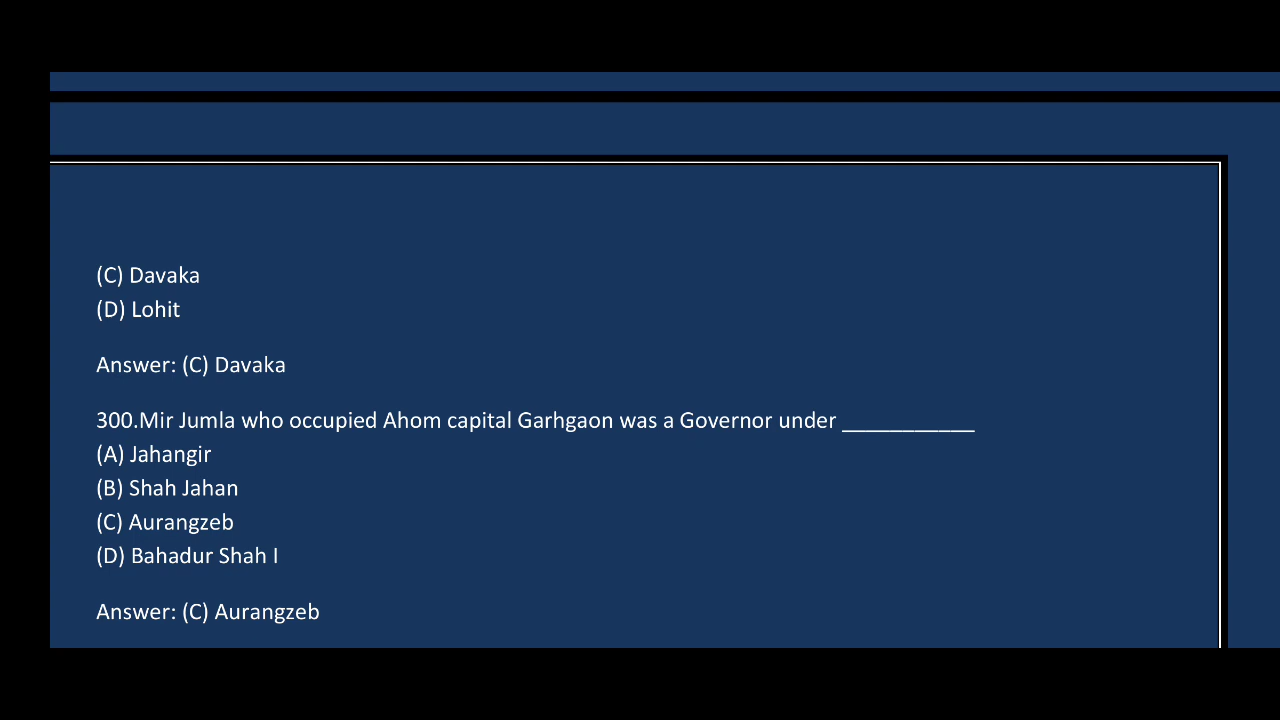 (C) Davaka
(D) Lohit
Answer: (C) Davaka
300.Mir Jumla who occupied Ahom capital Garhgaon was a Governor under ___________
(A) Jahangir
(B) Shah Jahan
(C) Aurangzeb
(D) Bahadur Shah I
Answer: (C) Aurangzeb